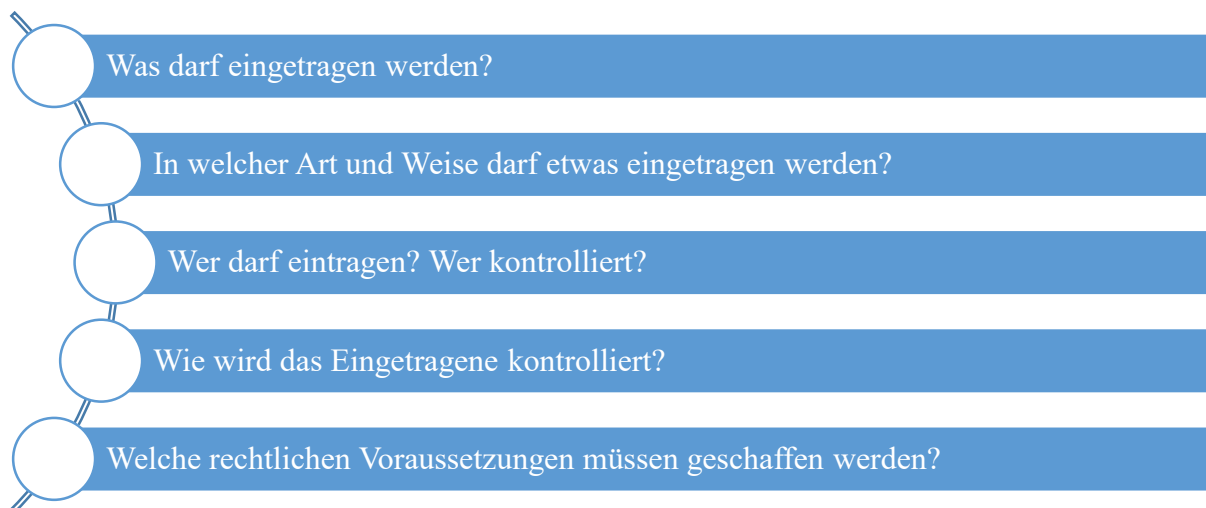 Was darf eingetragen werden?
In welcher Art und Weise darf etwas eingetragen werden?
Wer darf eintragen? Wer kontrolliert?
Wie wird das Eingetragene kontrolliert?
Welche rechtlichen Voraussetzungen müssen geschaffen werden?